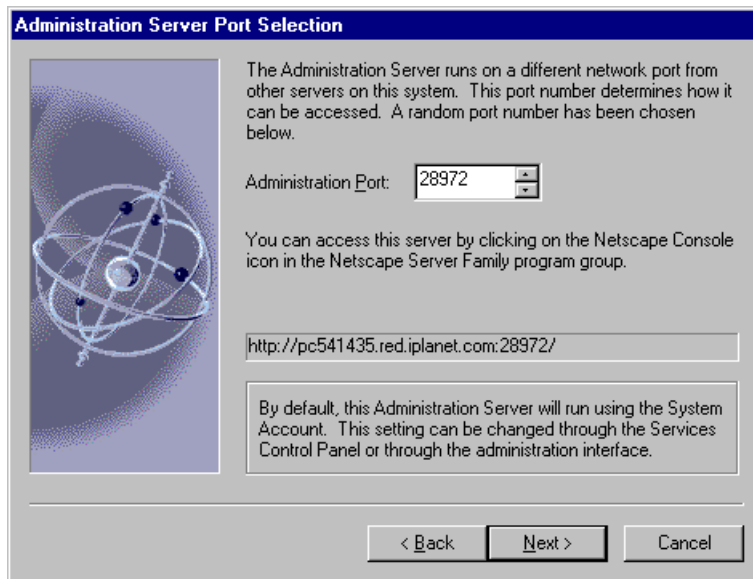 Administration Server Port Selection
The Administration Server runs on a different network port from
other servers on this system.  This port number determines how it
can be accessed.  A random port number has been chosen
below.
Administration Port:
28972
You can access this server by clicking on the Netscape Console
icon in the Netscape Server Family program group.
http://pc541435.red.iplanet.com:28972/
By default, this Administration Server will run using the System
Account.  This setting can be changed through the Services
Control Panel or through the administration interface.
< Back
Next >
Cancel